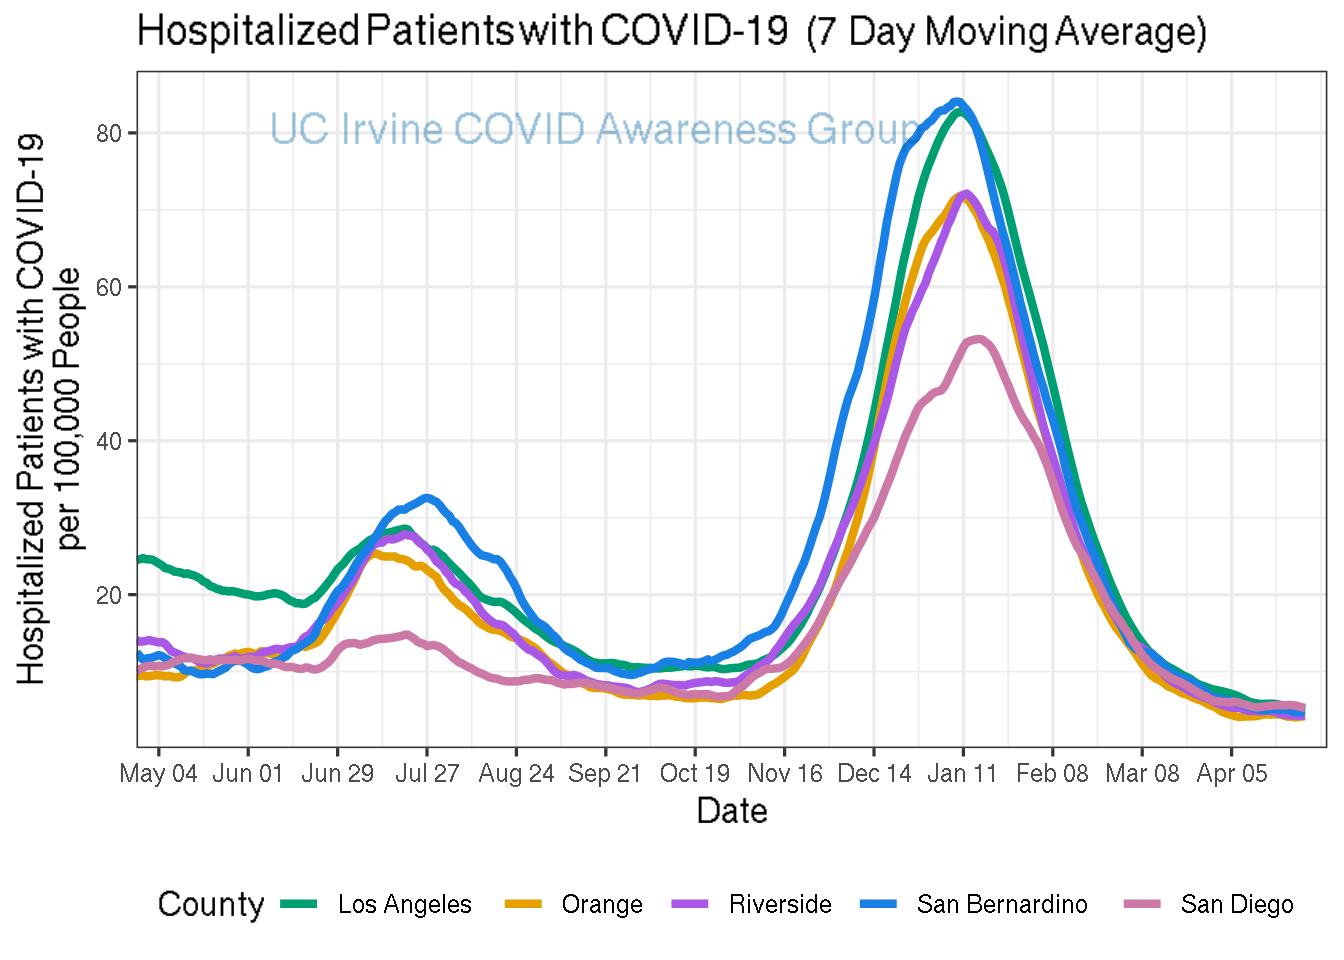 Hospitalized Patients with COVID-19 (7 Day Moving Average)
UC Irvine COVID Awareness Group
Hospitalized Patients with COVID-19
per 100,000 People
80
60
40
20
May 04 Jun 01 Jun 29 Jul 27 Aug 24 Sep 21 Oct 19 Nov 16 Dec 14 Jan 11 Feb 08 Mar 08 Apr 05
Date
County Los Angeles Orange Riverside San Bernardino San Diego